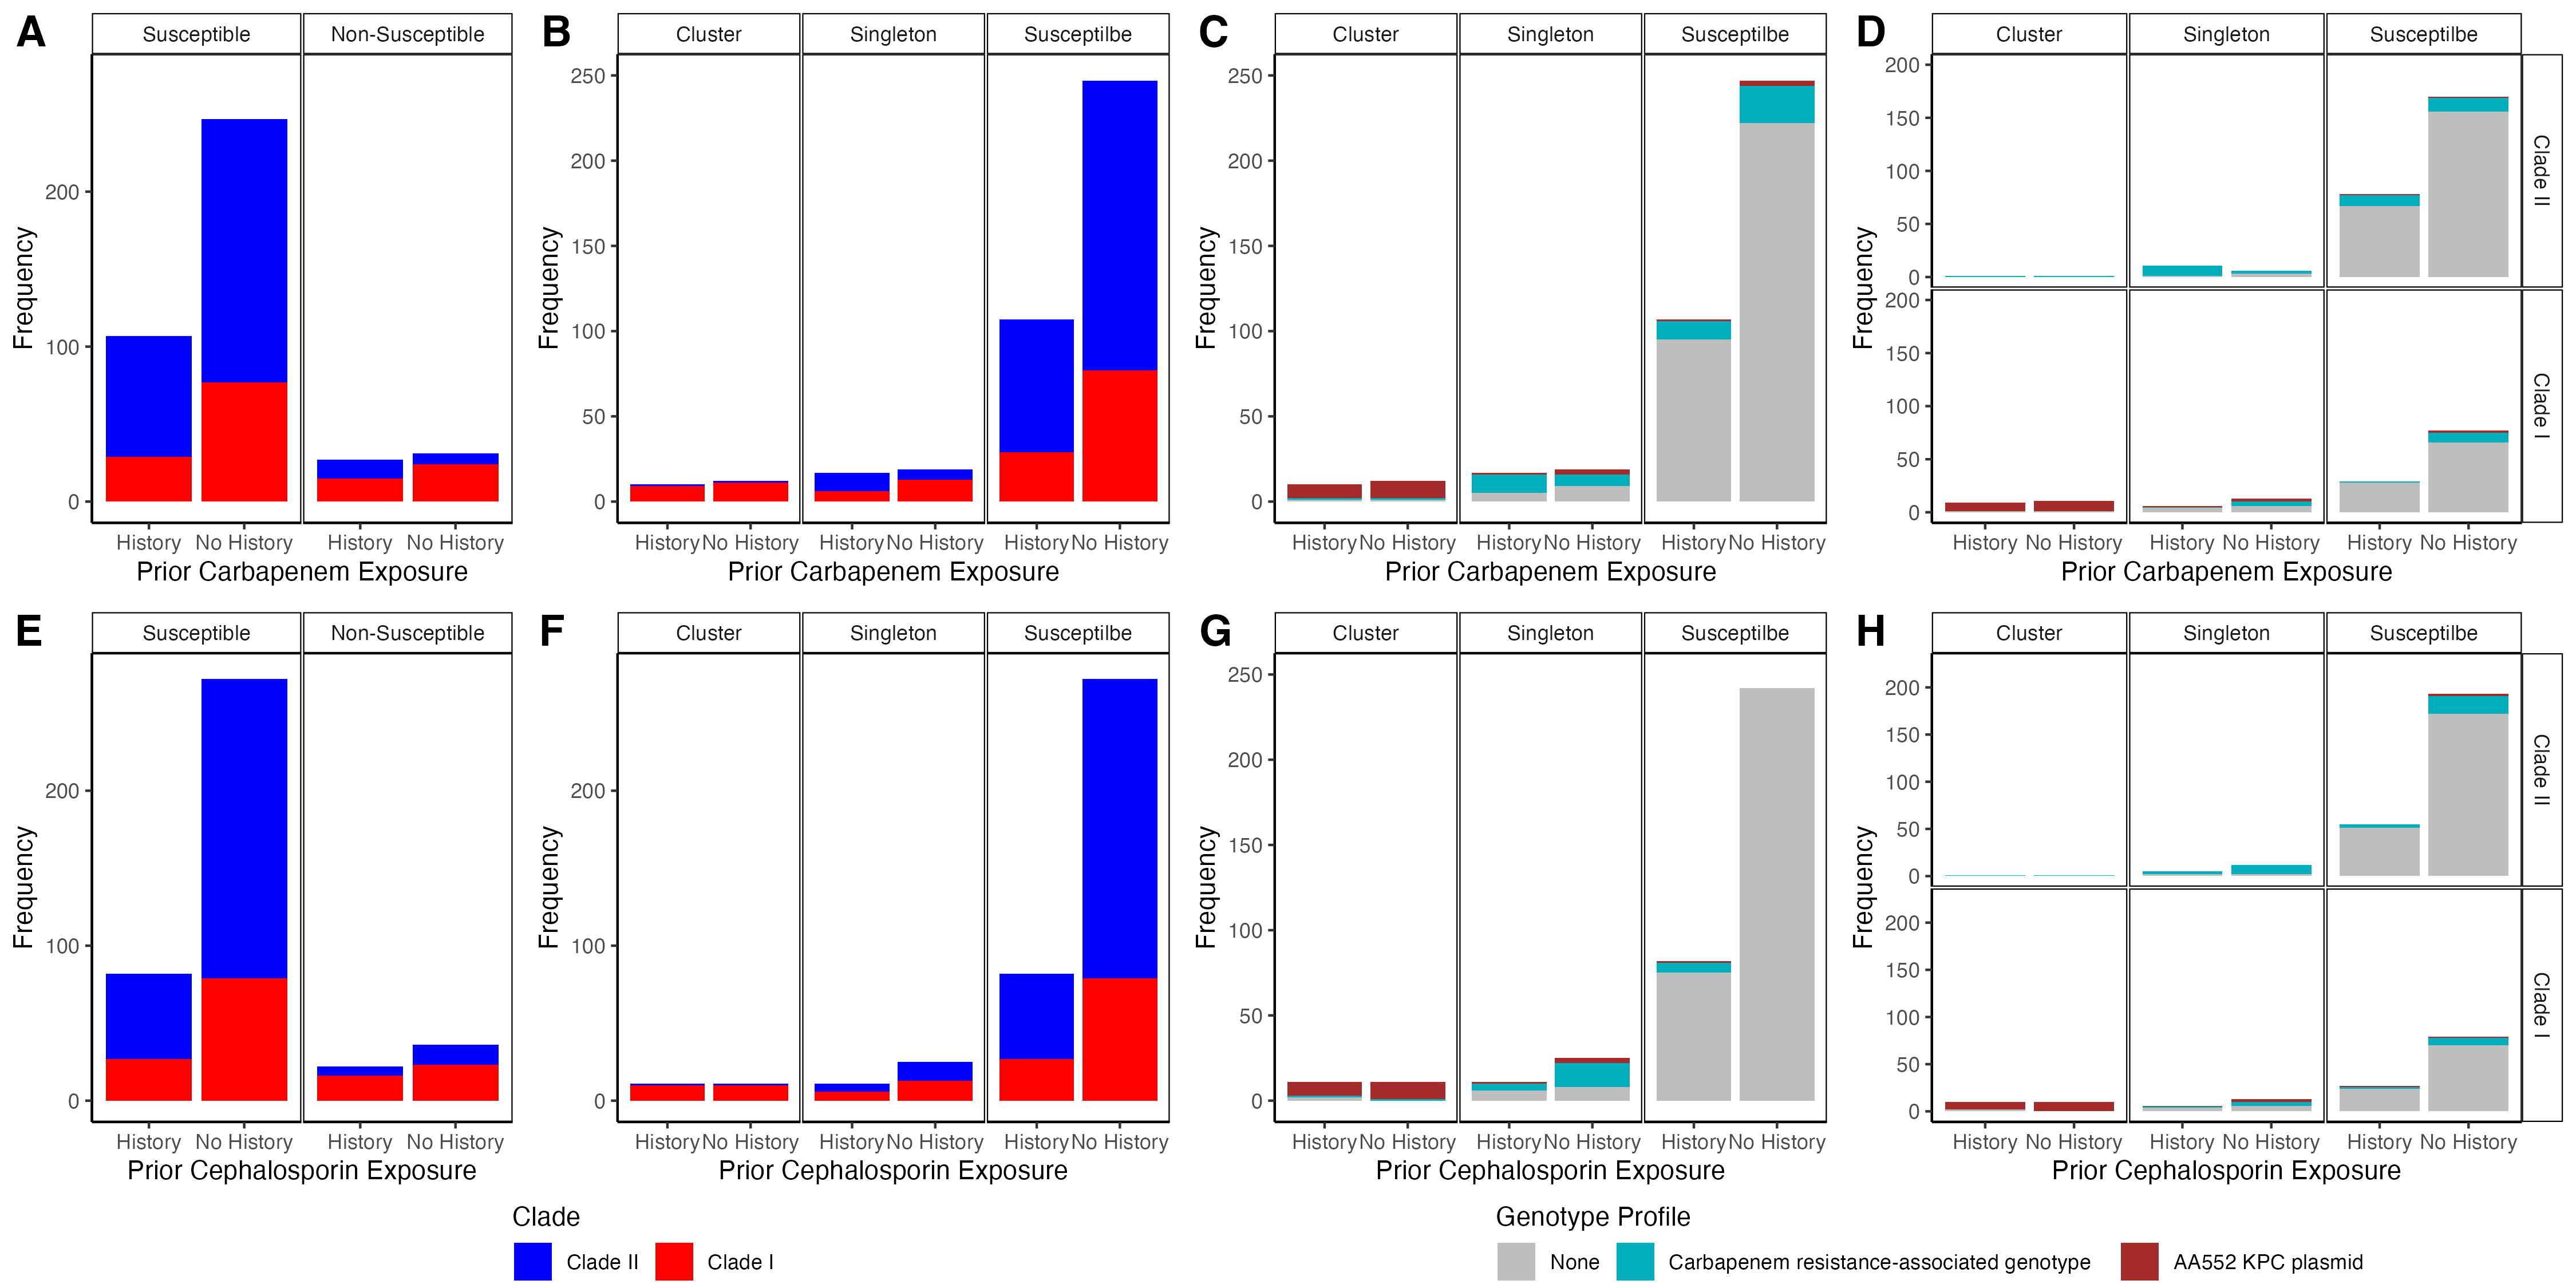 A
Susceptible Non-Susceptible
Frequency
200
100
0
History No History History No History
Prior Carbapenem Exposure
B
Cluster Singleton Susceptilbe
Frequency
250
200
150
100
50
0
History No History History No History History No History
Prior Carbapenem Exposure
C
Cluster Singleton Susceptilbe
Frequency
250
200
150
100
50
0
History No History History No History History No History
Prior Carbapenem Exposure
D
Cluster Singleton Susceptilbe
Frequency
200
150
100
50
0
Clade II
200
150
100
50
0
Clade I
History No History History No History History No History
Prior Carbapenem Exposure
E
Susceptible Non-Susceptible
Frequency
200
100
0
History No History History No History
Prior Cephalosporin Exposure
F
Cluster Singleton Susceptilbe
Frequency
200
100
0
History No History History No History History No History
Prior Cephalosporin Exposure
G
Cluster Singleton Susceptilbe
Frequency
250
200
150
100
50
0
History No History History No History History No History
Prior Cephalosporin Exposure
H
Cluster Singleton Susceptilbe
Frequency
200
150
100
50
0
Clade II
200
150
100
50
0
Clade I
History No History History No History History No History
Prior Cephalosporin Exposure
Clade
Clade II Clade I
Genotype Profile
None Carbapenem resistance-associated genotype AA552 KPC plasmid